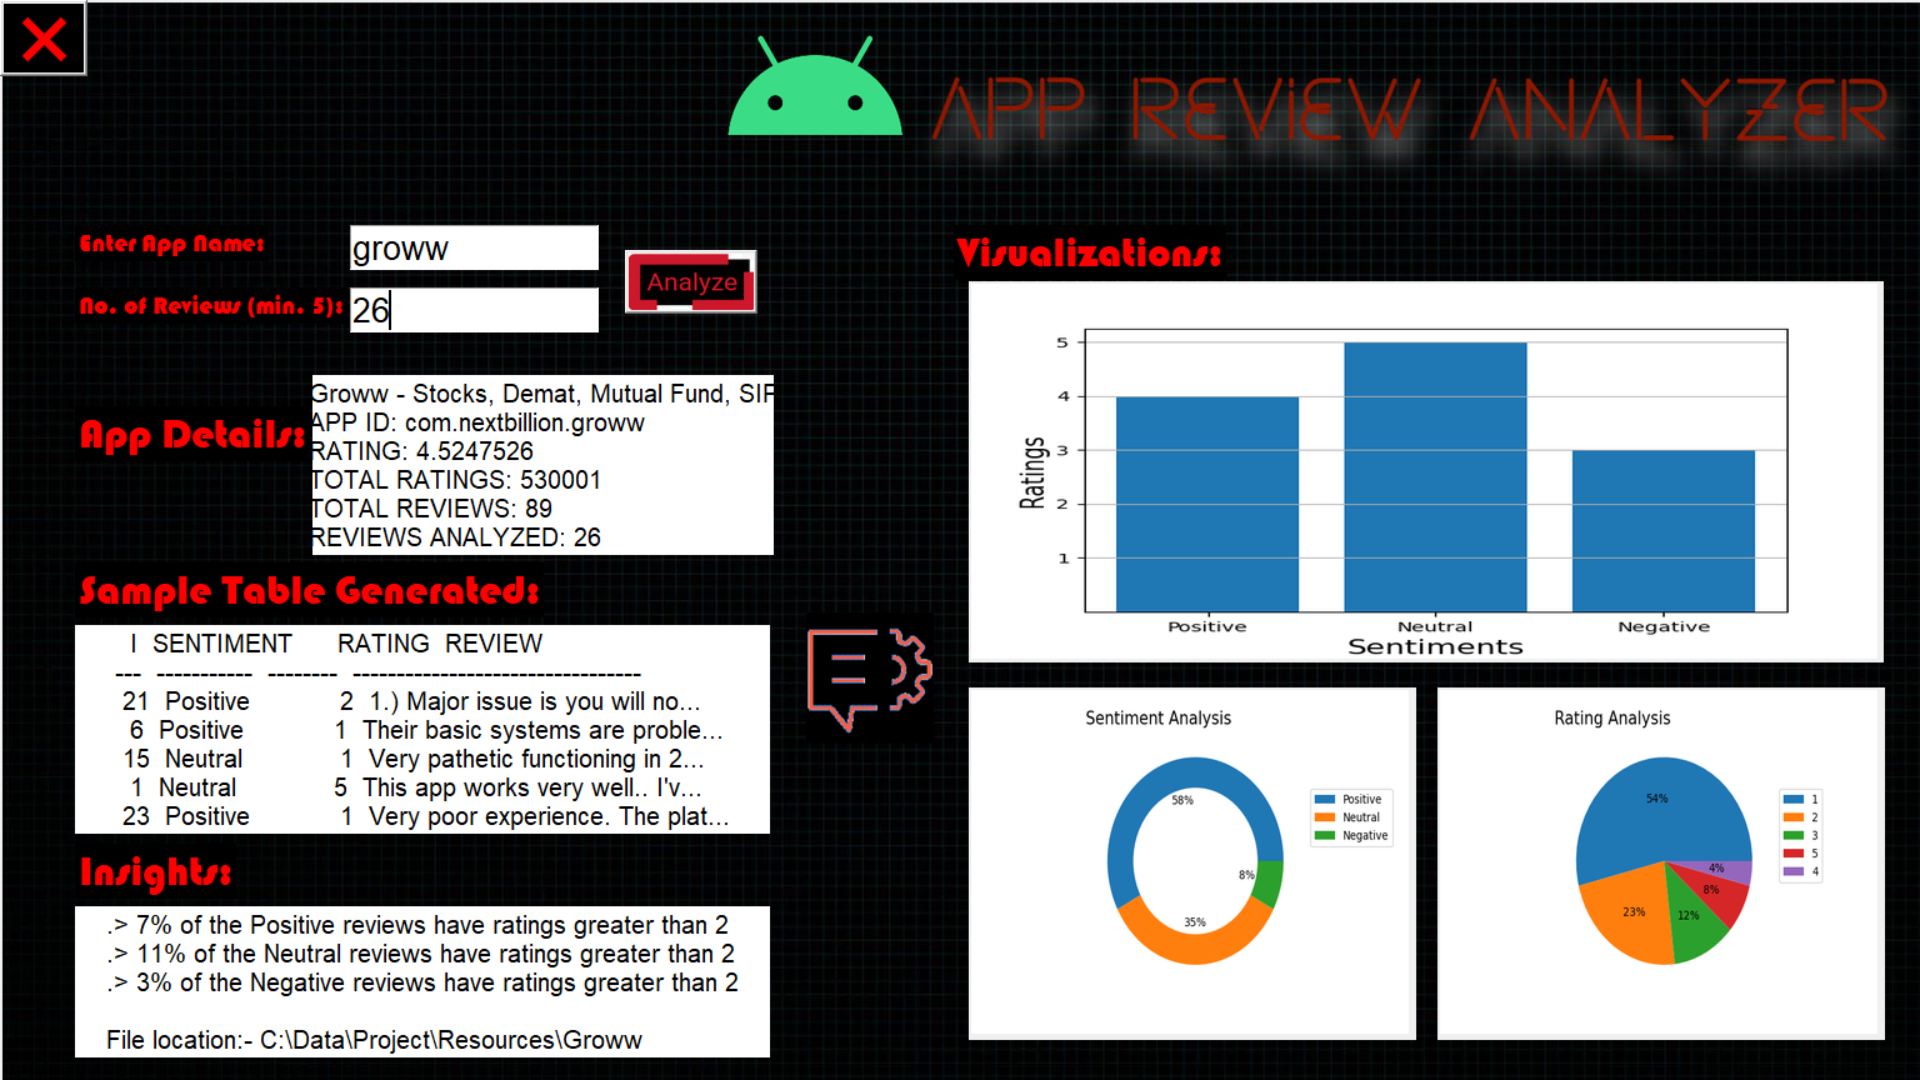 APP REVIEW ANALYZER
Enter App Name:
groww
No. of Reviews (min. 5):
26
Analyze
App Details:
Groww - Stocks, Demat, Mutual Fund, SIP
APP ID: com.nextbillion.groww
RATING: 4.5247526
TOTAL RATINGS: 530001
TOTAL REVIEWS: 89
REVIEWS ANALYZED: 26
Sample Table Generated:
I SENTIMENT RATING REVIEW
--- ----------- -------- ---------------------------------
21 Positive 2 1.) Major issue is you will no...
6 Positive 1 Their basic systems are proble...
15 Neutral 1 Very pathetic functioning in 2...
1 Neutral 5 This app works very well.. I'v...
23 Positive 1 Very poor experience. The plat...
Insights:
.> 7% of the Positive reviews have ratings greater than 2
.> 11% of the Neutral reviews have ratings greater than 2
.> 3% of the Negative reviews have ratings greater than 2
File location:- C:\Data\Project\Resources\Groww
Visualizations:
5
4
3
2
1
Ratings
Positive Neutral Negative
Sentiments
Sentiment Analysis
58%
8%
35%
Positive
Neutral
Negative
Rating Analysis
54%
4%
8%
12%
23%
1
2
3
5
4